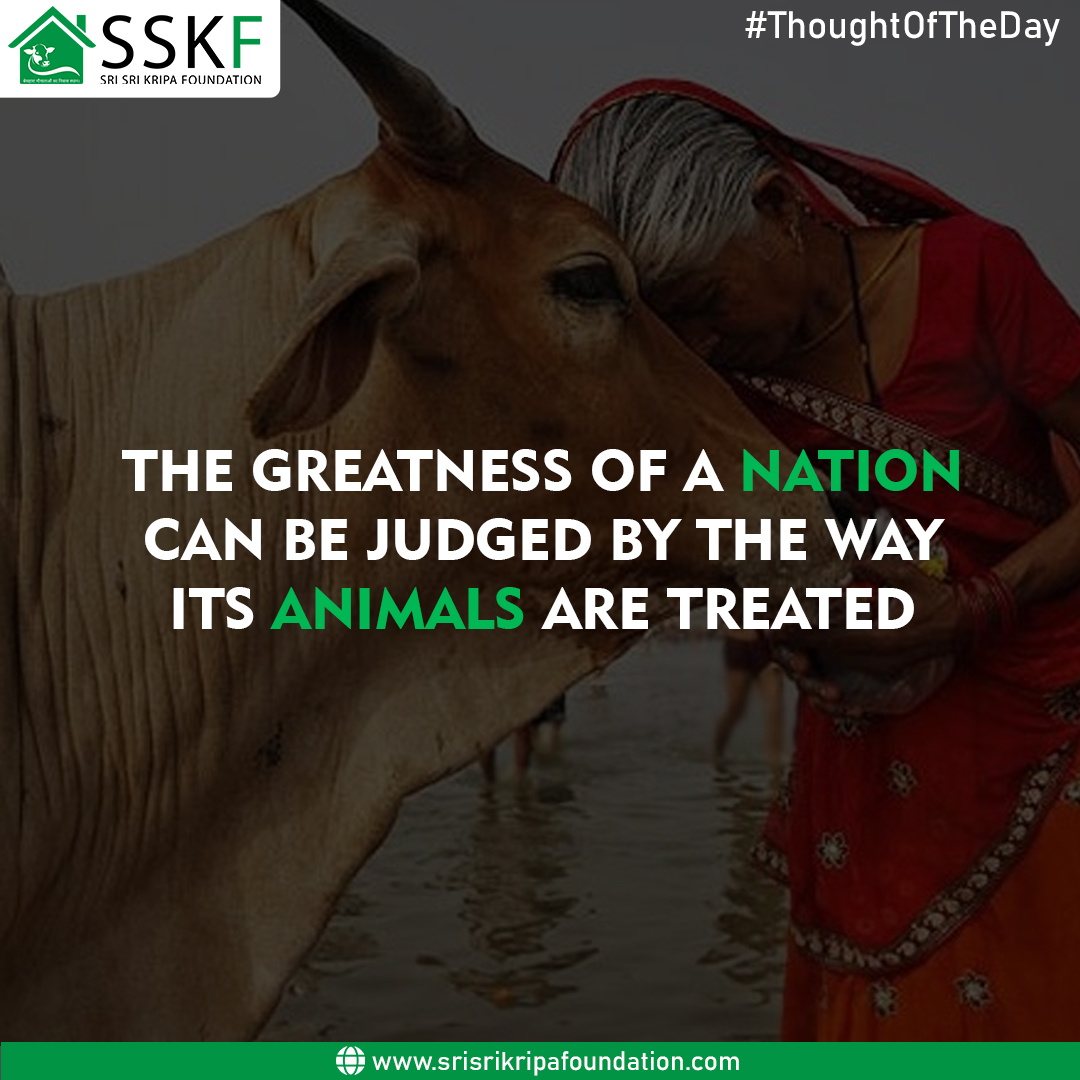 SSKF
SRI SRI KRIPA FOUNDATION
#ThoughtOfTheDay
THE GREATNESS OF A NATION
CAN BE JUDGED BY THE WAY
ITS ANIMALS ARE TREATED
www.srisrikripafoundation.com